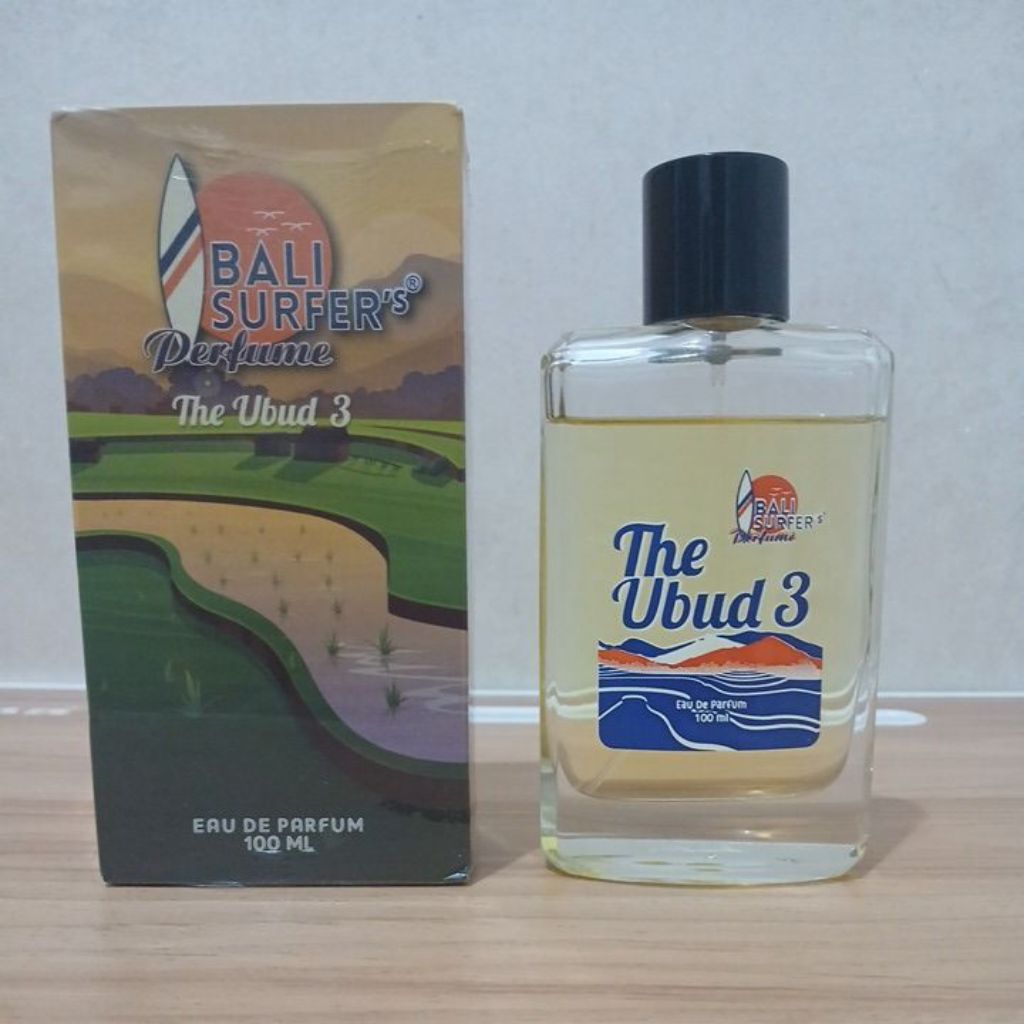 BALI
SURFER'S®
Perfume
The Ubud 3
EAU DE PARFUM
100 ML
BALI
SURFER'S
Perfume
The
Ubud 3
Eau De Parfum
100 ml